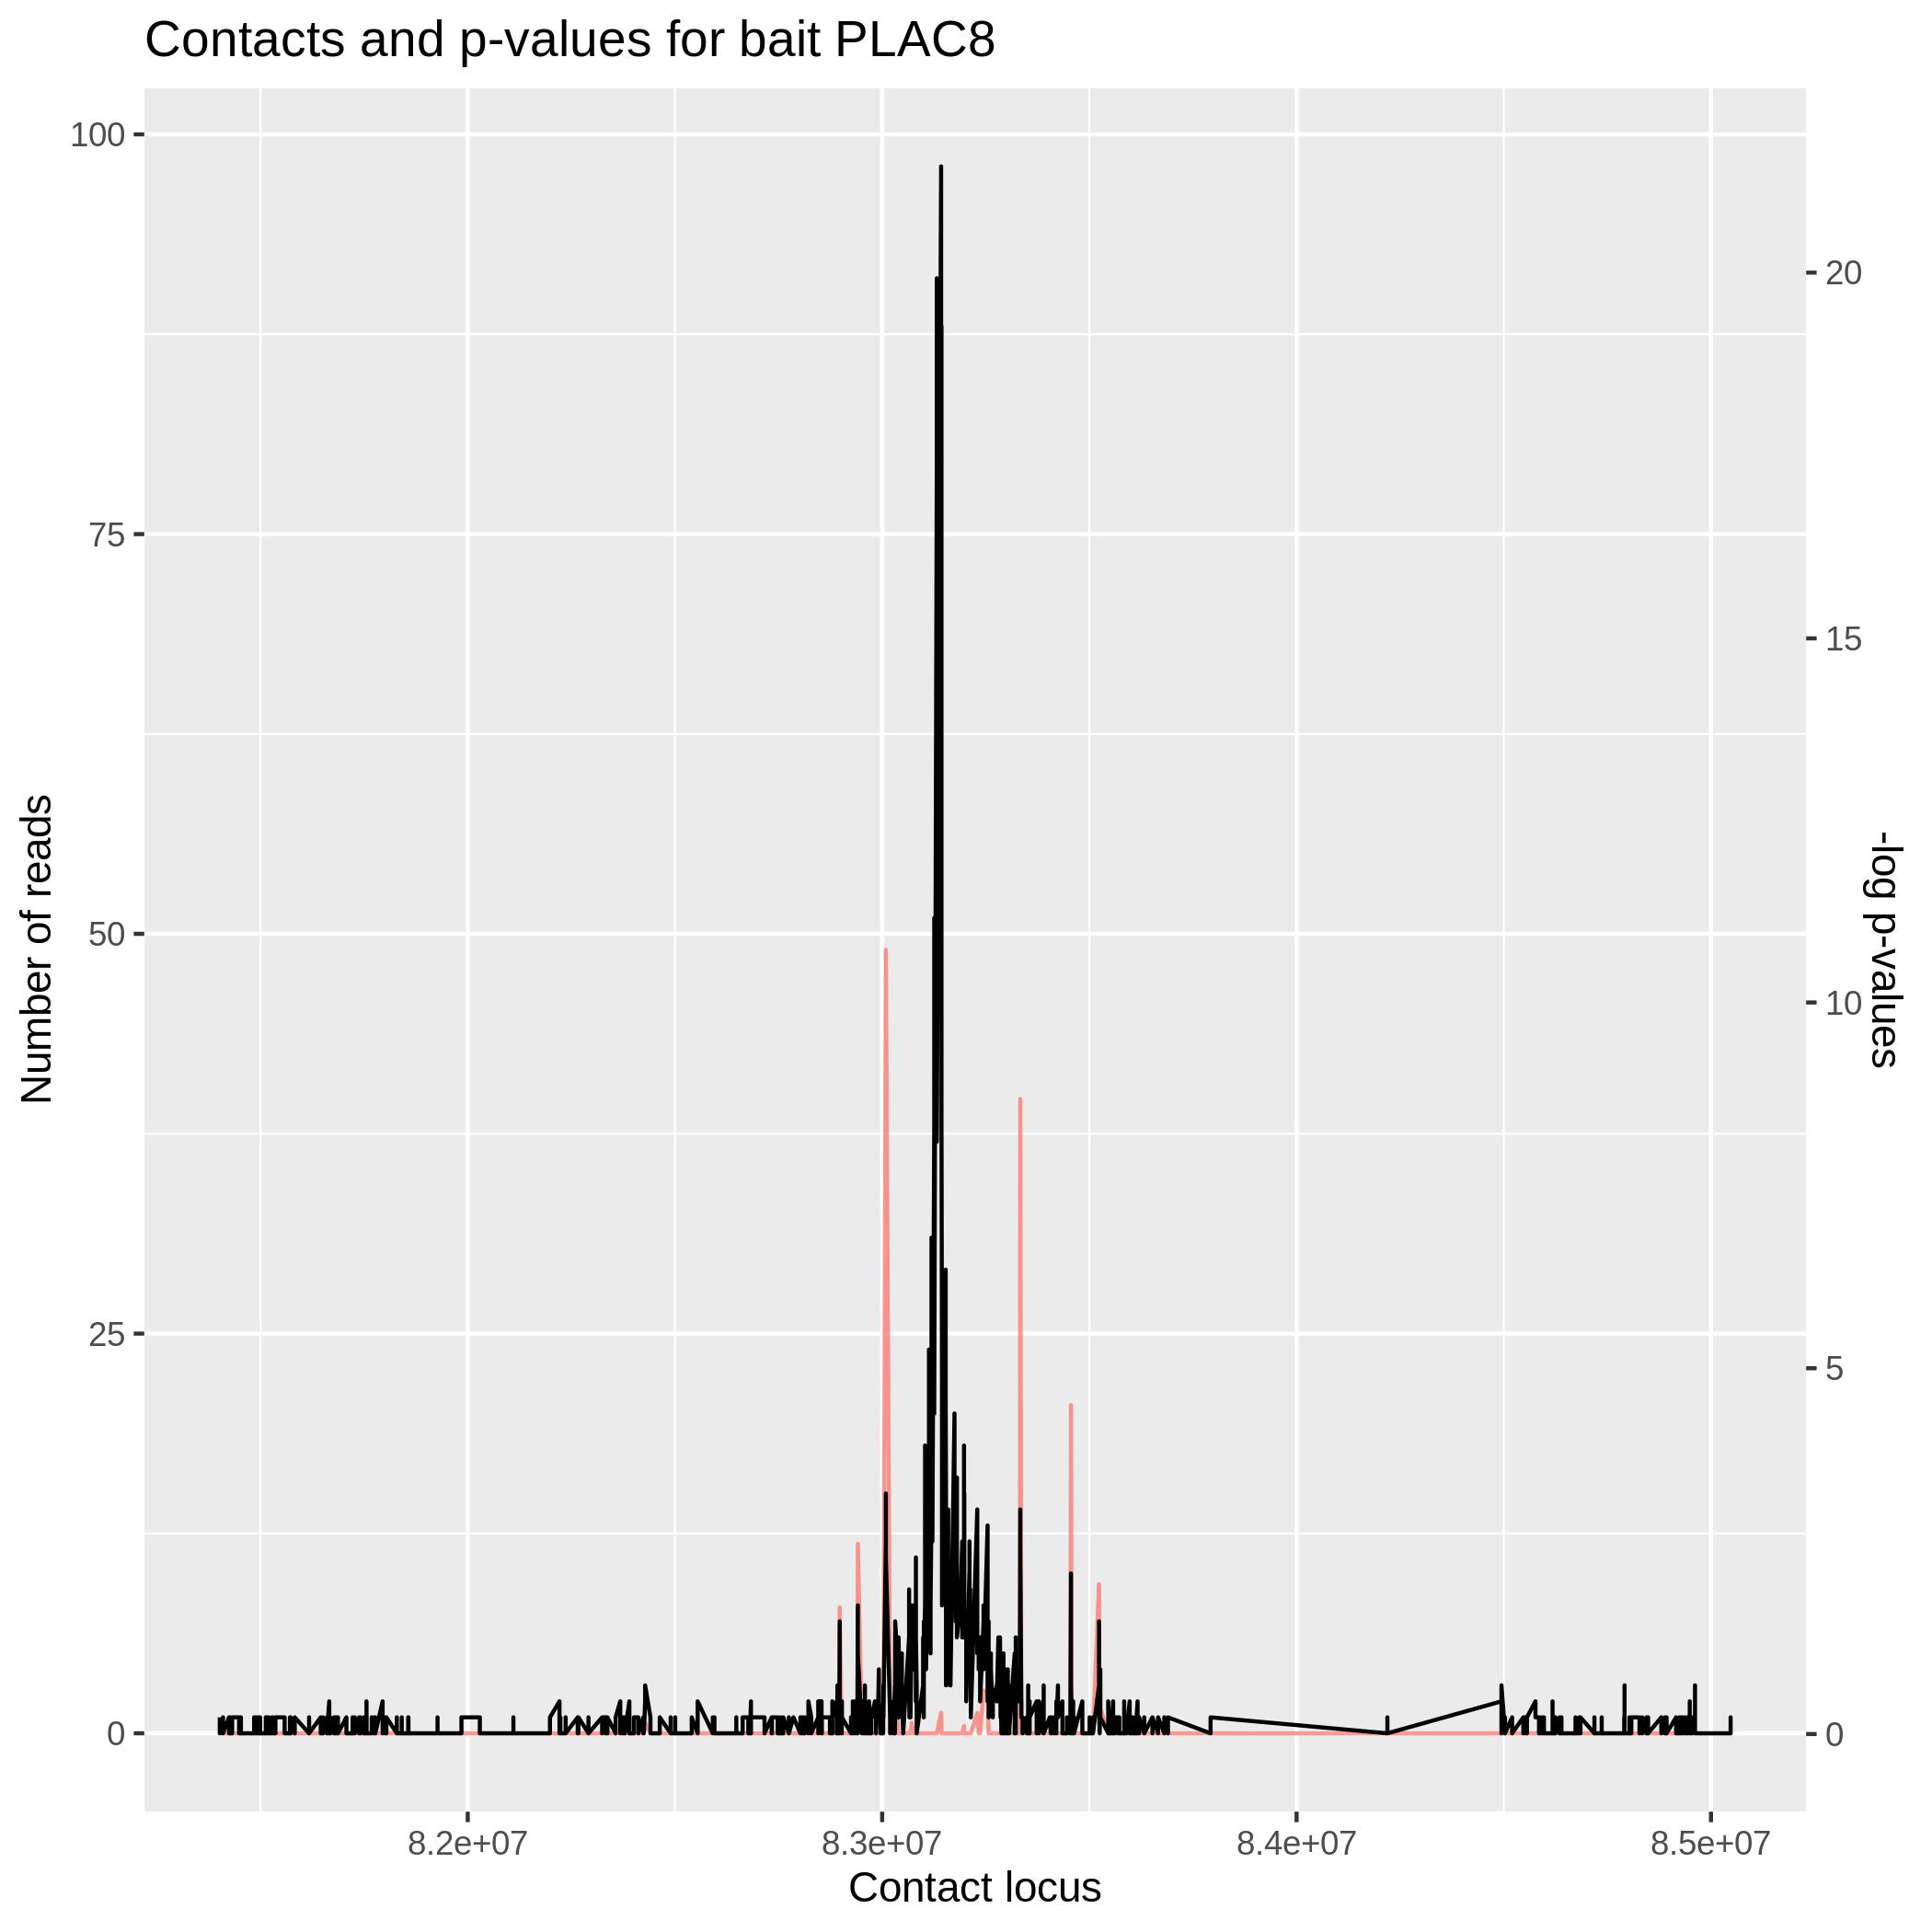 Contacts and p-values for bait PLAC8
100
75
50
25
0
Number of reads
20
15
10
5
0
-log p-values
8.2e+07
8.3e+07
8.4e+07
8.5e+07
Contact locus